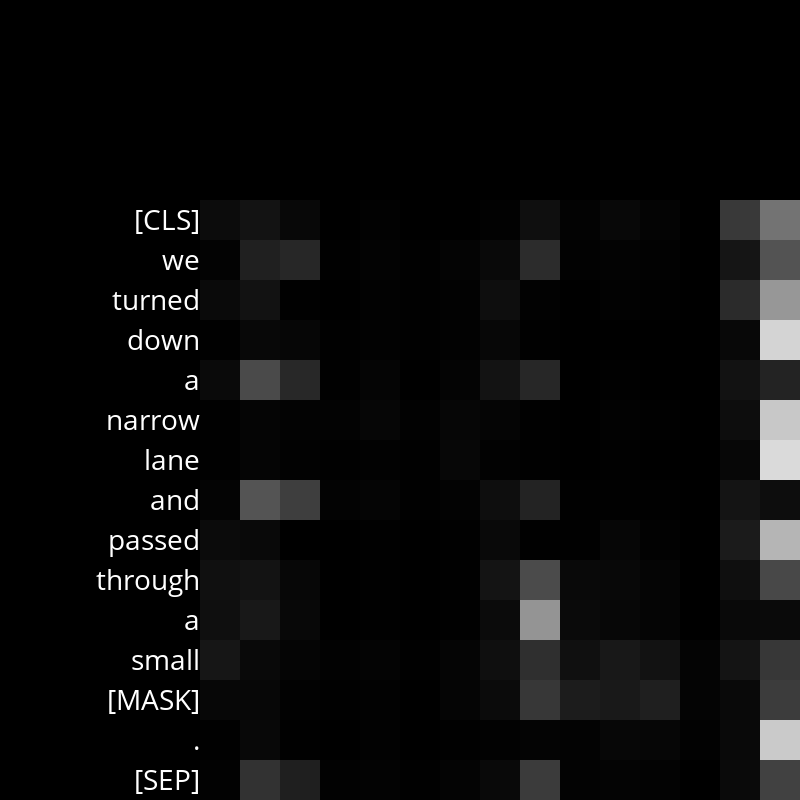 [CLS]
we
turned
down
a
narrow
lane
and
passed
through
a
small
[MASK]
.
[SEP]